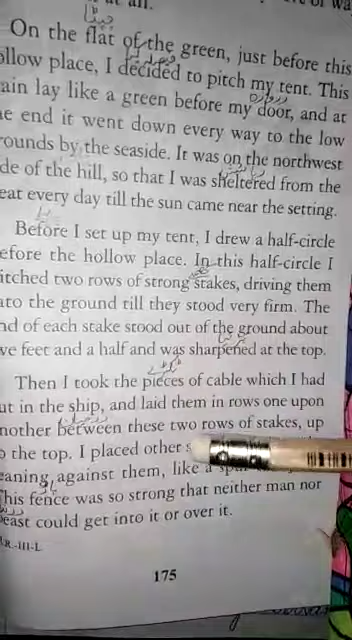 at all.
On the flat of the green, just before this
ollow place, I decided to pitch my tent. This
ain lay like a green before my door, and at
e end it went down every way to the low
rounds by the seaside. It was on the northwest
de of the hill, so that I was sheltered from the
eat every day till the sun came near the setting.
Before I set up my tent, I drew a half-circle
efore the hollow place. In this half-circle I
itched two rows of strong stakes, driving them
to the ground till they stood very firm. The
nd of each stake stood out of the ground about
ve feet and a half and was sharpened at the top.
Then I took the pieces of cable which I had
ut in the ship, and laid them in rows one upon
nother between these two rows of stakes, up
o the top. I placed other
eaning against them, like a
his fence was so strong that neither man nor
east could get into it or over it.
R.-III-L
175